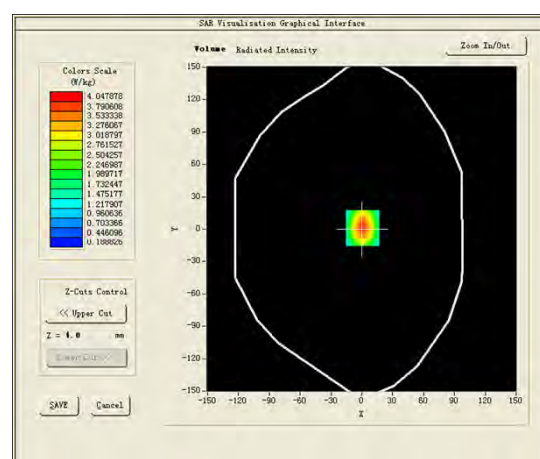 SAR Visualisation Graphical Interface
Volume Radiated Intensity
Zoom In/Out
Colors Scale
(W/kg)
4.047878
3.790608
3.533338
3.276067
3.018797
2.761527
2.504257
2.246987
1.989717
1.732447
1.475177
1.217907
0.960636
0.703366
0.446096
0.188826
Z-Cuts Control
<< Upper Cut
Z = 4.0 mm
SAVE
Cancel
150
120
90
60
30
0
-30
-60
-90
-120
-150
Y
-150 -120 -90 -60 -30 0 30 60 90 120 150
X